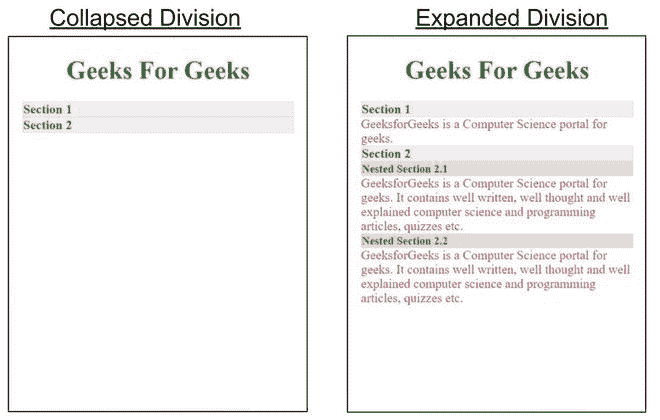 Collapsed Division
Geeks For Geeks
Section 1
Section 2
Expanded Division
Geeks For Geeks
Section 1
GeeksforGeeks is a Computer Science portal for
geeks.
Section 2
Nested Section 2.1
GeeksforGeeks is a Computer Science portal for
geeks. It contains well written, well thought and well
explained computer science and programming
articles, quizzes etc.
Nested Section 2.2
GeeksforGeeks is a Computer Science portal for
geeks. It contains well written, well thought and well
explained computer science and programming
articles, quizzes etc.